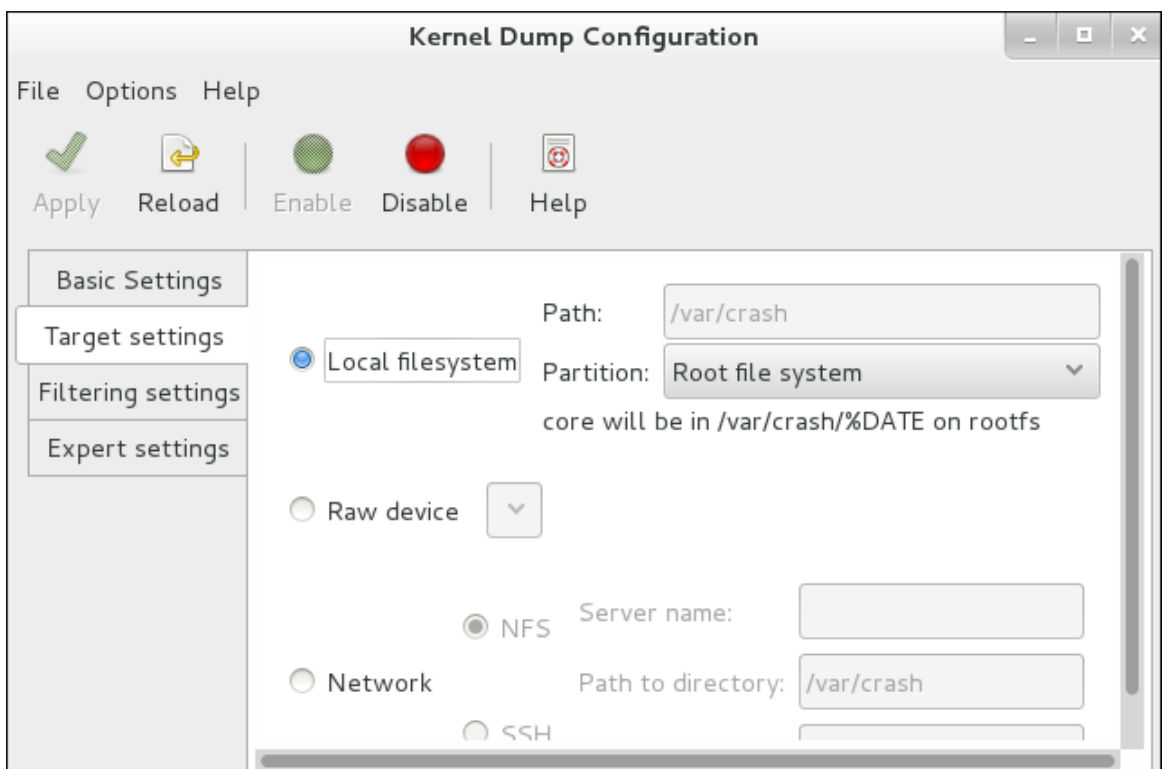 Kernel Dump Configuration
File Options Help
Apply Reload Enable Disable Help
Basic Settings
Target settings
Filtering settings
Expert settings
Path: /var/crash
Local filesystem
Partition: Root file system
core will be in /var/crash/%DATE on rootfs
Raw device
NFS
Server name:
Network
Path to directory: /var/crash
SSH